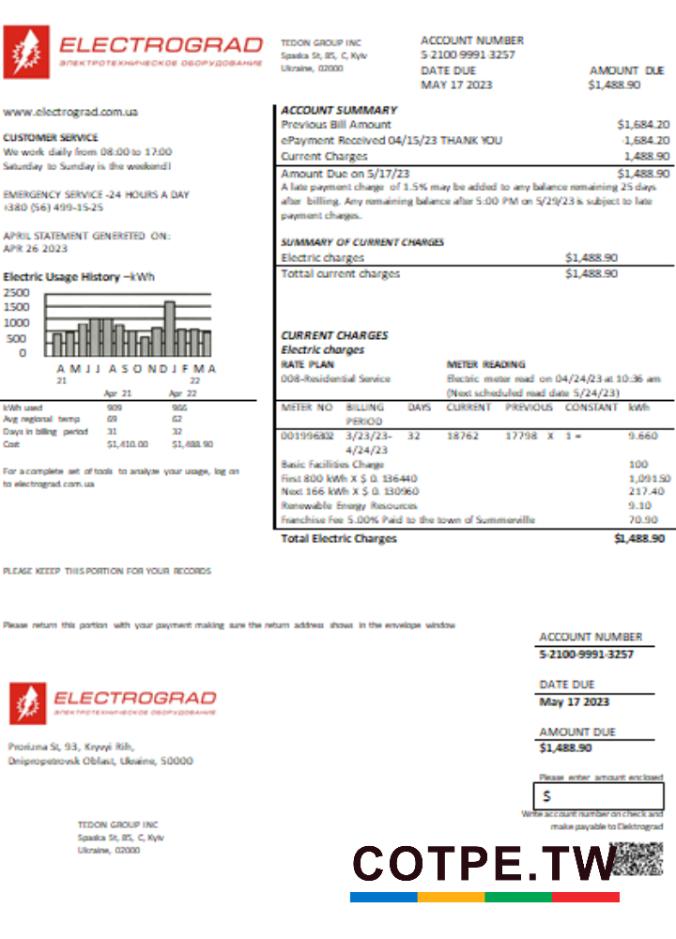 ELECTROGRAD
ЭЛЕКТРОТЕХНИЧЕСКОЕ ОБОРУДОВАНИЕ
TEDON GROUP INC
Spaska St, 85, C, Kyiv
Ukraine, 02000
ACCOUNT NUMBER
5-2100-9991-3257
DATE DUE AMOUNT DUE
MAY 17 2023 $1,488.90
www.electrograd.com.ua
CUSTOMER SERVICE
We work daily from 08:00 to 17:00
Saturday to Sunday is the weekend!
EMERGENCY SERVICE -24 HOURS A DAY
+380 (56) 499-15-25
APRIL STATEMENT GENERETED ON:
APR 26 2023
Electric Usage History –kWh
2500
1500
1000
500
0
A M J J A S O N D J F M A
21 22
Apr 21 Apr 22
kWh used 909 966
Avg regional temp 69 62
Days in billing period 31 32
Cost $1,410.00 $1,488.90
For a complete set of tools to analyze your usage, log on
to electrograd.com.ua
ACCOUNT SUMMARY
Previous Bill Amount $1,684.20
ePayment Received 04/15/23 THANK YOU -1,684.20
Current Charges 1,488.90
Amount Due on 5/17/23 $1,488.90
A late payment charge of 1.5% may be added to any balance remaining 25 days
after billing. Any remaining balance after 5:00 PM on 5/29/23 is subject to late
payment charges.
SUMMARY OF CURRENT CHARGES
Electric charges $1,488.90
Tottal current charges $1,488.90
CURRENT CHARGES
Electric charges
RATE PLAN METER READING
008-Residential Service Electric meter read on 04/24/23 at 10:36 am
(Next scheduled read date 5/24/23)
METER NO BILLING DAYS CURRENT PREVIOUS CONSTANT kWh
PERIOD
001996302 3/23/23- 32 18762 17798 X 1 = 9.660
4/24/23
Basic Facilities Charge 100
First 800 kWh X $ 0. 136440 1,091.50
Next 166 kWh X $ 0. 130960 217.40
Renewable Energy Resources 9.10
Franchise Fee 5.00% Paid to the town of Summerville 70.90
Total Electric Charges $1,488.90
PLEASE KEEEP THIS PORTION FOR YOUR RECORDS
Please return this portion with your payment making sure the return address shows in the envelope window
ACCOUNT NUMBER
5-2100-9991-3257
DATE DUE
May 17 2023
AMOUNT DUE
$1,488.90
Please enter amount enclosed
$
Write account number on check and
make payable to Elektrograd
ELECTROGRAD
ЭЛЕКТРОТЕХНИЧЕСКОЕ ОБОРУДОВАНИЕ
Prorizna St, 93, Kryvyi Rih,
Dnipropetrovsk Oblast, Ukraine, 50000
TEDON GROUP INC
Spaska St, 85, C, Kyiv
Ukraine, 02000
COTPE.TW